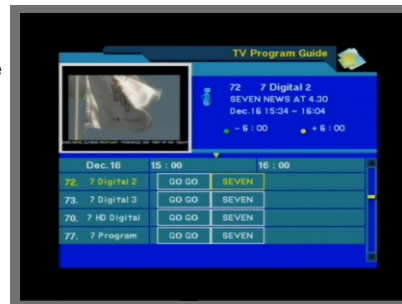 e
TV Program Guide
72 7 Digital 2
SEVEN NEWS AT 4.30
Dec.16 15:34 - 16:04
- 6 : 00 + 6 : 00
Dec.16 15 : 00 16 : 00
72. 7 Digital 2 GO GO SEVEN
73. 7 Digital 3 GO GO SEVEN
70. 7 HD Digital GO GO SEVEN
77. 7 Program GO GO SEVEN